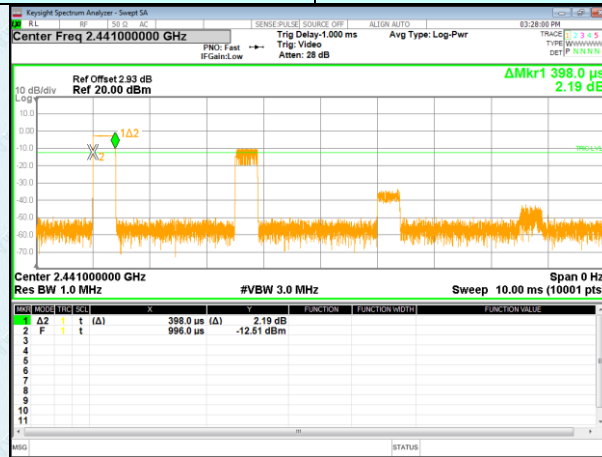 Keysight Spectrum Analyzer - Swept SA
RL RF 50 Ω AC SENSE:PULSE SOURCE OFF ALIGN AUTO 03:28:00 PM
Center Freq 2.441000000 GHz
PNO: Fast
IFGain:Low
Trig Delay-1.000 ms
Trig: Video
Atten: 28 dB
Avg Type: Log-Pwr
TRACE 1 2 3 4 5
TYPE
DET P N N N N
ΔMkr1 398.0 µs
2.19 dB
Ref Offset 2.93 dB
10 dB/div Ref 20.00 dBm
Log
10.0
0.00
-10.0
-20.0
-30.0
-40.0
-50.0
-60.0
-70.0
1Δ2
2
TRIG LVL
Center 2.441000000 GHz Span 0 Hz
Res BW 1.0 MHz #VBW 3.0 MHz Sweep 10.00 ms (10001 pts
MKR MODE TRC SCL X Y FUNCTION FUNCTION WIDTH FUNCTION VALUE
1 Δ2 1 t (Δ) 398.0 µs (Δ) 2.19 dB
2 F 1 t 996.0 µs -12.51 dBm
3
4
5
6
7
8
9
10
11
MSG STATUS